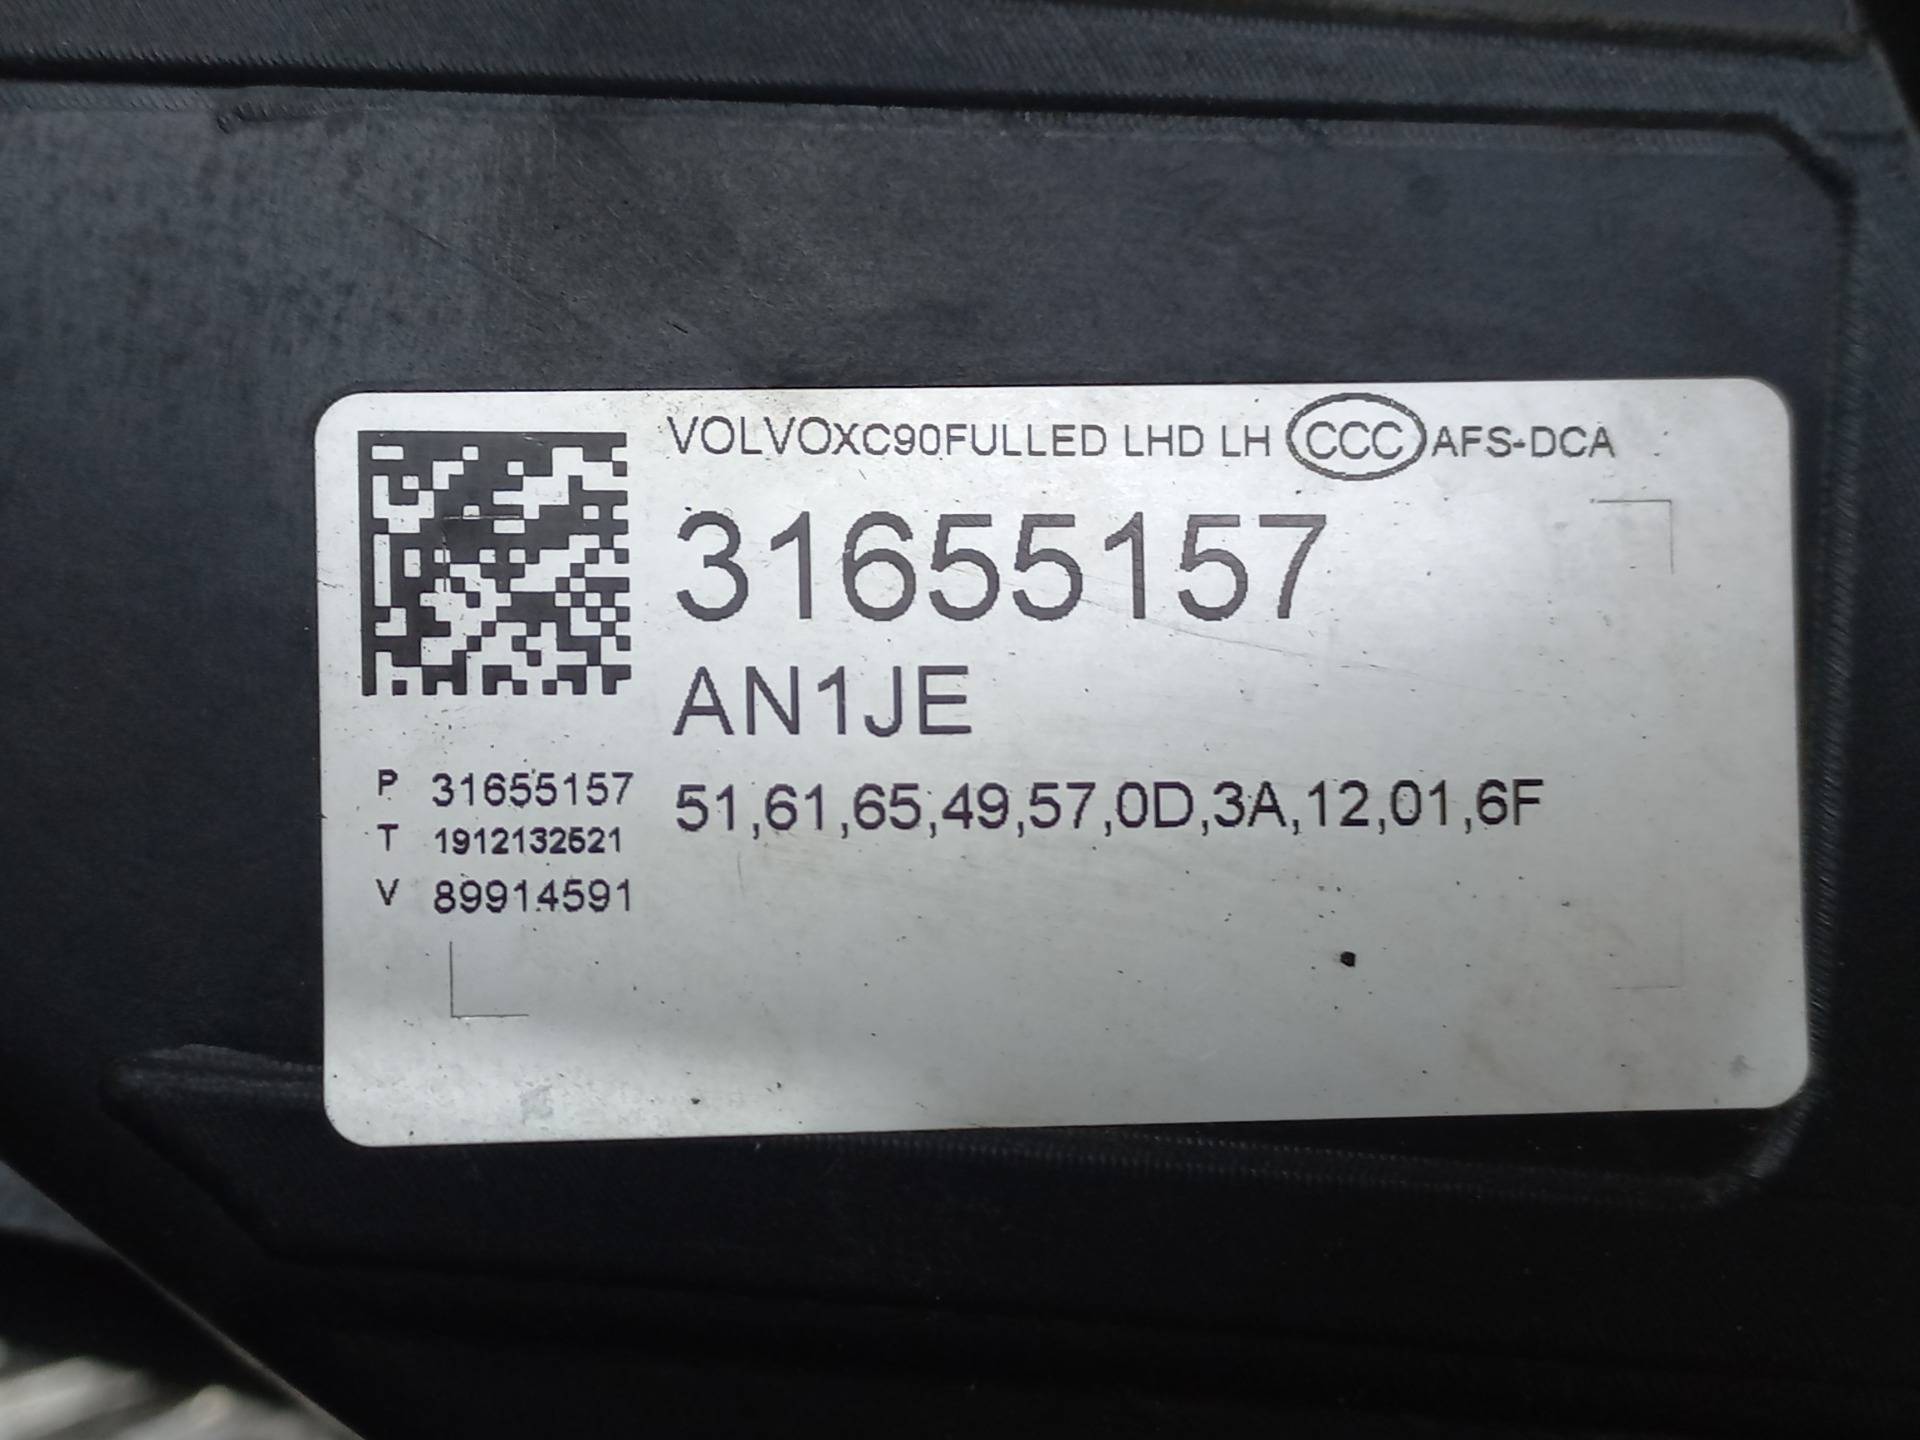 VOLVOXC90FULLED LHD LH CCC AFS-DCA
31655157
AN1JE
P 31655157
51,61,65,49,57,0D,3A,12,01,6F
T 1912132521
V 89914591